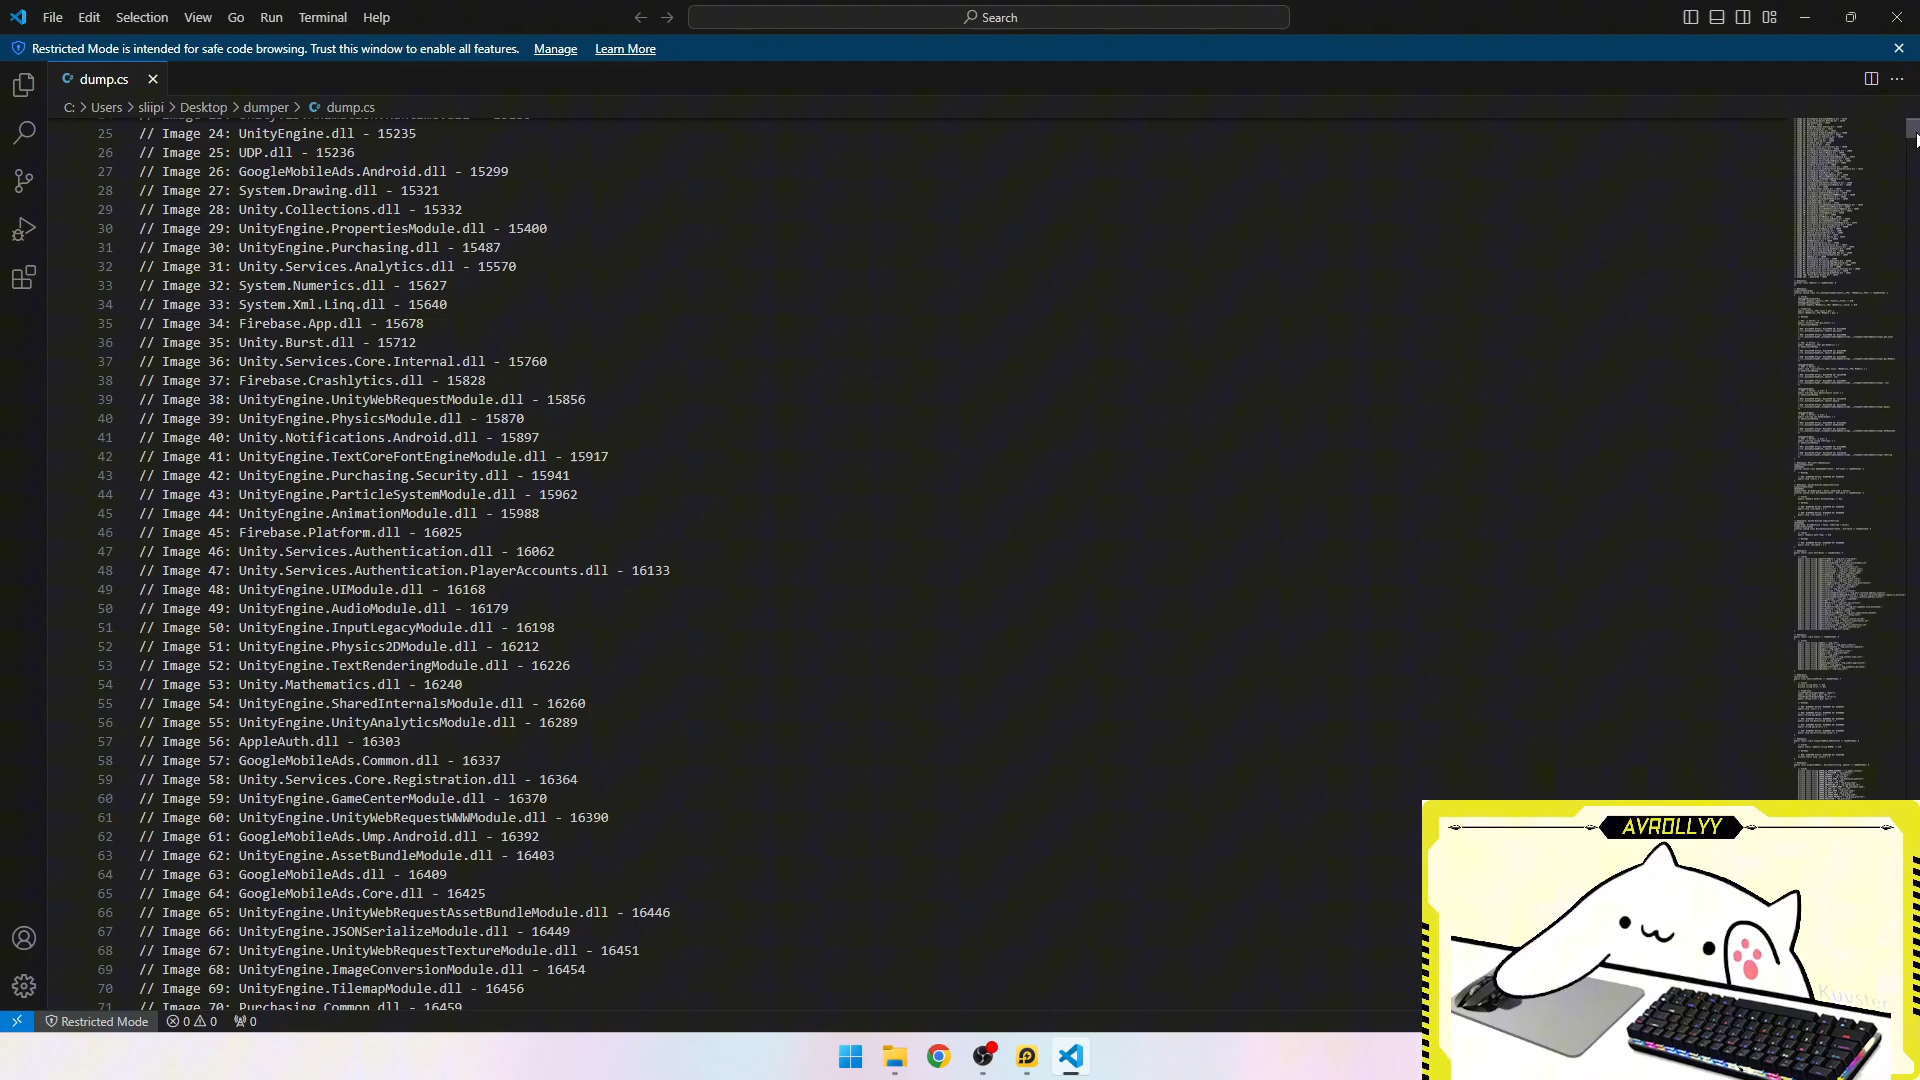 File Edit Selection View Go Run Terminal Help
Search
Restricted Mode is intended for safe code browsing. Trust this window to enable all features. Manage Learn More
dump.cs
C: > Users > sliipi > Desktop > dumper > dump.cs
25 // Image 24: UnityEngine.dll - 15235
26 // Image 25: UDP.dll - 15236
27 // Image 26: GoogleMobileAds.Android.dll - 15299
28 // Image 27: System.Drawing.dll - 15321
29 // Image 28: Unity.Collections.dll - 15332
30 // Image 29: UnityEngine.PropertiesModule.dll - 15400
31 // Image 30: UnityEngine.Purchasing.dll - 15487
32 // Image 31: Unity.Services.Analytics.dll - 15570
33 // Image 32: System.Numerics.dll - 15627
34 // Image 33: System.Xml.Linq.dll - 15640
35 // Image 34: Firebase.App.dll - 15678
36 // Image 35: Unity.Burst.dll - 15712
37 // Image 36: Unity.Services.Core.Internal.dll - 15760
38 // Image 37: Firebase.Crashlytics.dll - 15828
39 // Image 38: UnityEngine.UnityWebRequestModule.dll - 15856
40 // Image 39: UnityEngine.PhysicsModule.dll - 15870
41 // Image 40: Unity.Notifications.Android.dll - 15897
42 // Image 41: UnityEngine.TextCoreFontEngineModule.dll - 15917
43 // Image 42: UnityEngine.Purchasing.Security.dll - 15941
44 // Image 43: UnityEngine.ParticleSystemModule.dll - 15962
45 // Image 44: UnityEngine.AnimationModule.dll - 15988
46 // Image 45: Firebase.Platform.dll - 16025
47 // Image 46: Unity.Services.Authentication.dll - 16062
48 // Image 47: Unity.Services.Authentication.PlayerAccounts.dll - 16133
49 // Image 48: UnityEngine.UIModule.dll - 16168
50 // Image 49: UnityEngine.AudioModule.dll - 16179
51 // Image 50: UnityEngine.InputLegacyModule.dll - 16198
52 // Image 51: UnityEngine.Physics2DModule.dll - 16212
53 // Image 52: UnityEngine.TextRenderingModule.dll - 16226
54 // Image 53: Unity.Mathematics.dll - 16240
55 // Image 54: UnityEngine.SharedInternalsModule.dll - 16260
56 // Image 55: UnityEngine.UnityAnalyticsModule.dll - 16289
57 // Image 56: AppleAuth.dll - 16303
58 // Image 57: GoogleMobileAds.Common.dll - 16337
59 // Image 58: Unity.Services.Core.Registration.dll - 16364
60 // Image 59: UnityEngine.GameCenterModule.dll - 16370
61 // Image 60: UnityEngine.UnityWebRequestWWWModule.dll - 16390
62 // Image 61: GoogleMobileAds.Ump.Android.dll - 16392
63 // Image 62: UnityEngine.AssetBundleModule.dll - 16403
64 // Image 63: GoogleMobileAds.dll - 16409
65 // Image 64: GoogleMobileAds.Core.dll - 16425
66 // Image 65: UnityEngine.UnityWebRequestAssetBundleModule.dll - 16446
67 // Image 66: UnityEngine.JSONSerializeModule.dll - 16449
68 // Image 67: UnityEngine.UnityWebRequestTextureModule.dll - 16451
69 // Image 68: UnityEngine.ImageConversionModule.dll - 16454
70 // Image 69: UnityEngine.TilemapModule.dll - 16456
71 // Image 70: Purchasing.Common.dll - 16459
AVROLLYY
Kuyster
Restricted Mode 0 0 0